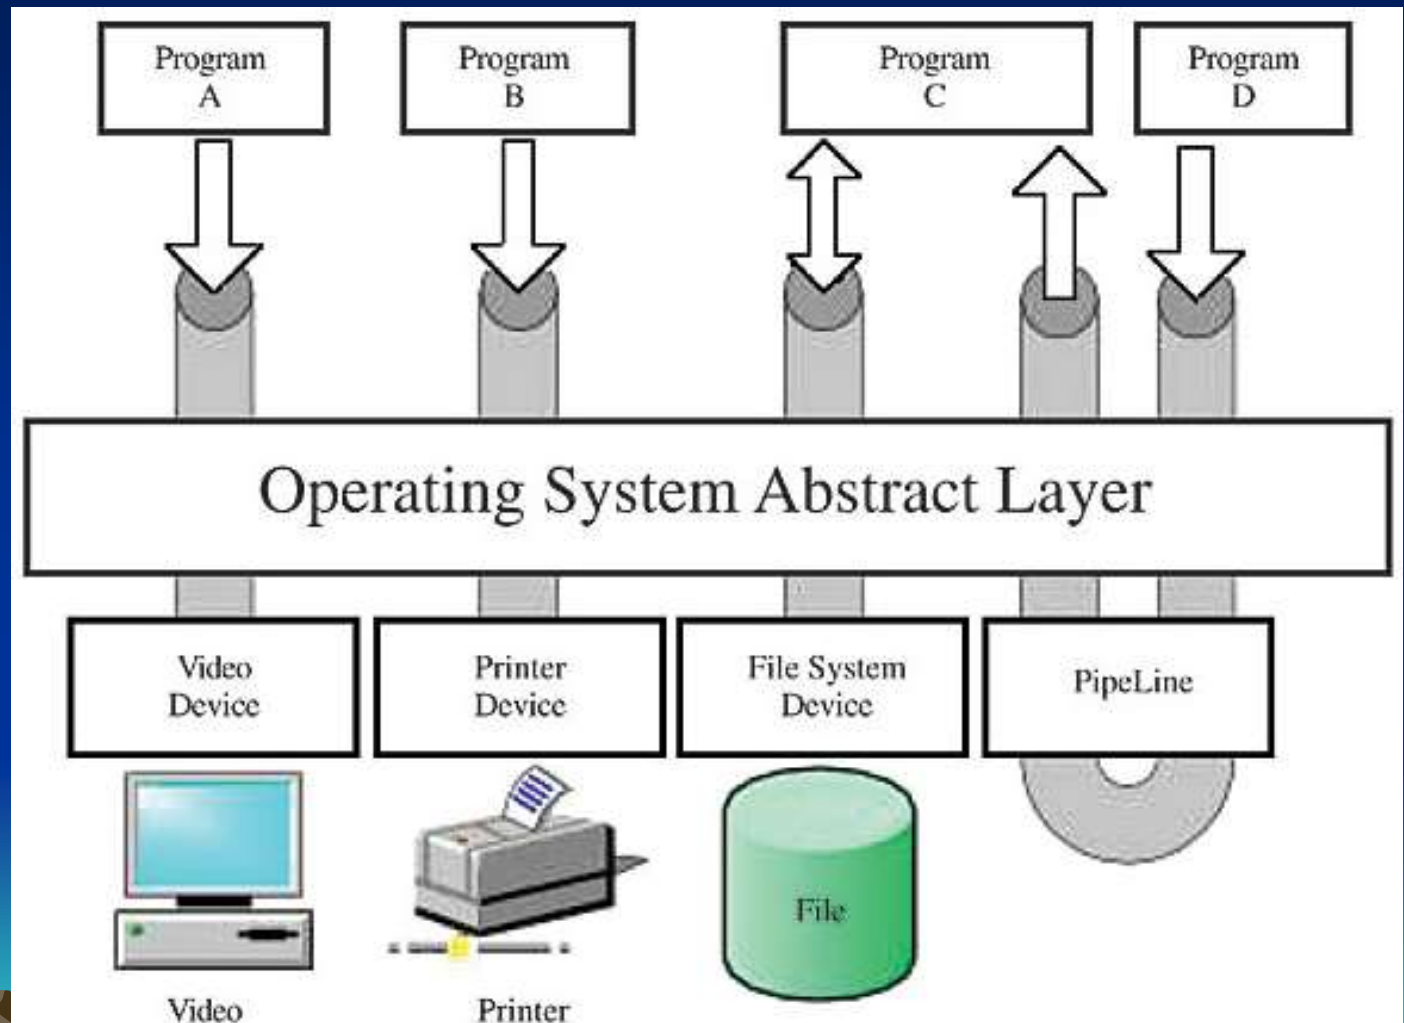 Program
A
Program
B
Program
C
Program
D
Operating System Abstract Layer
Video
Device
Printer
Device
File System
Device
PipeLine
File
Video
Printer